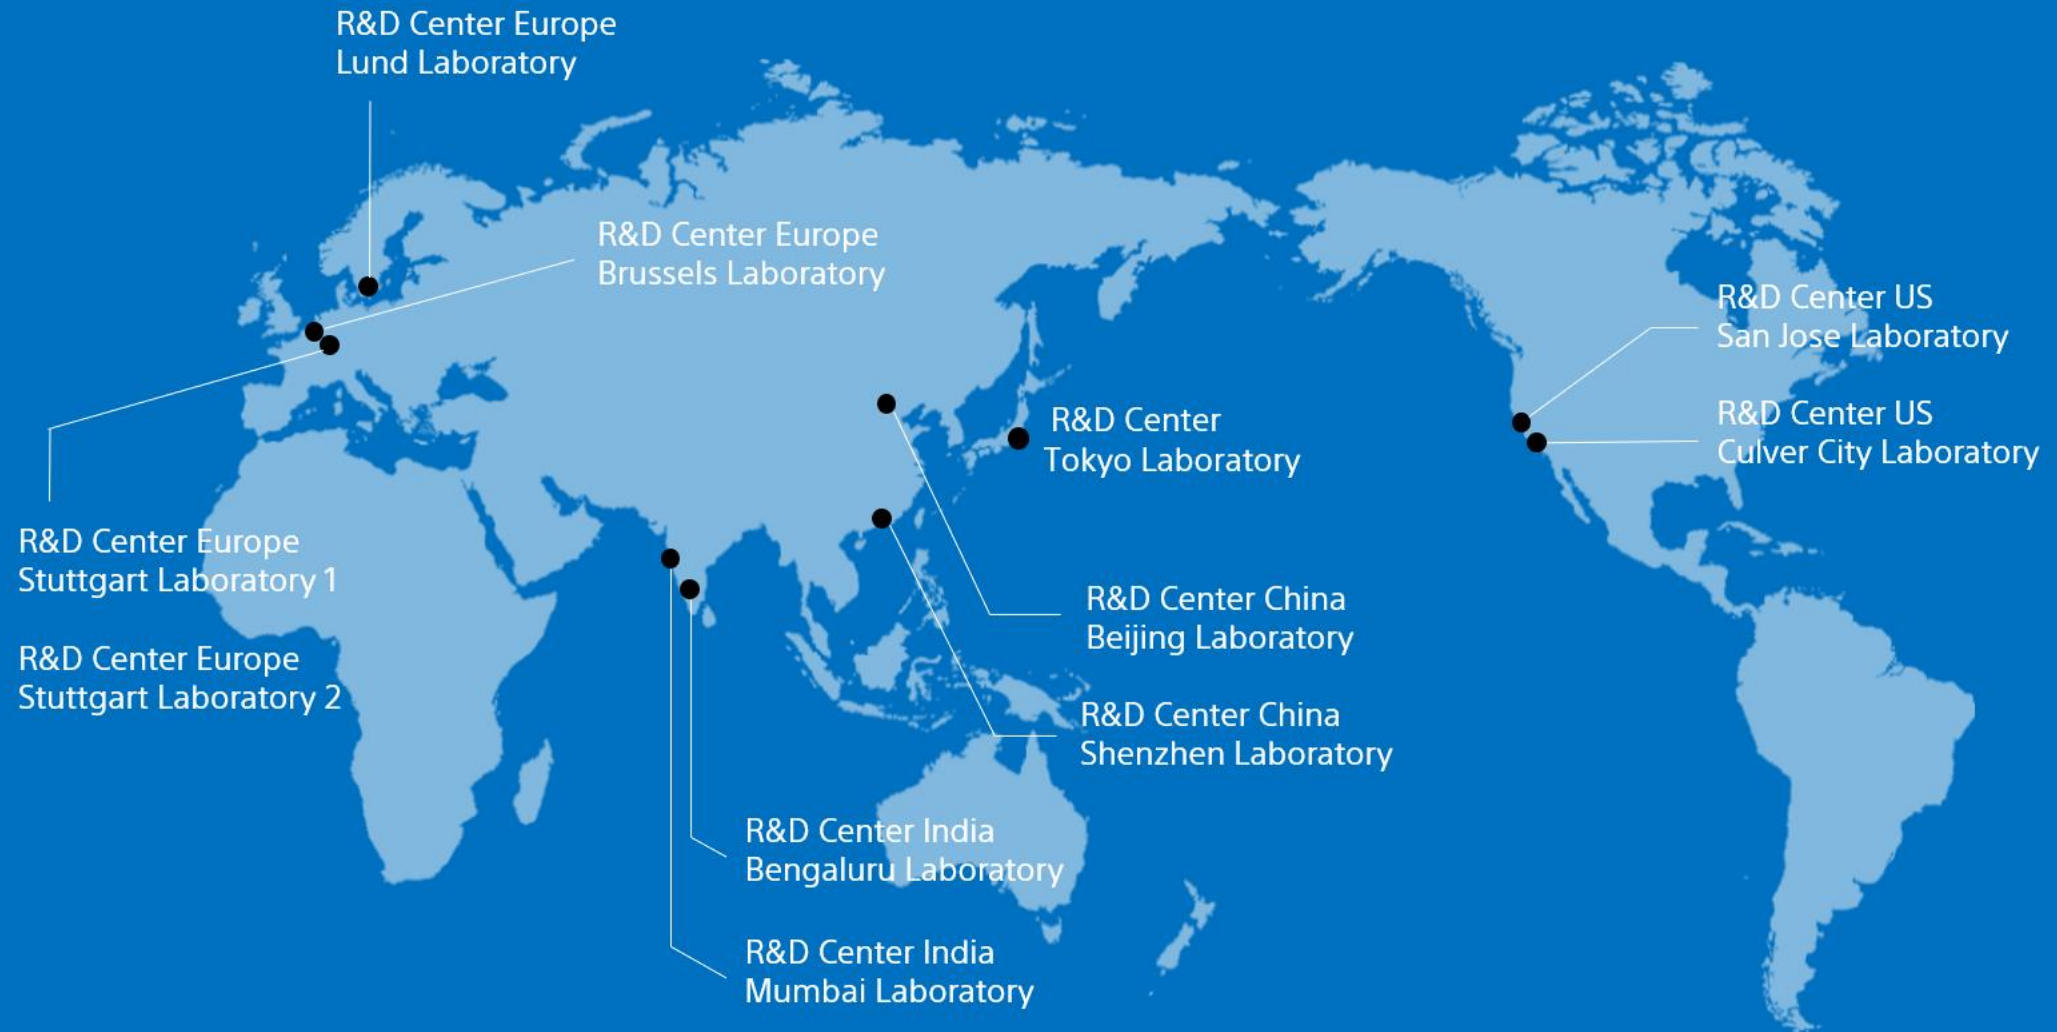 R&D Center Europe
Lund Laboratory
R&D Center Europe
Brussels Laboratory
R&D Center US
San Jose Laboratory
R&D Center US
Culver City Laboratory
R&D Center
Tokyo Laboratory
R&D Center Europe
Stuttgart Laboratory 1
R&D Center Europe
Stuttgart Laboratory 2
R&D Center China
Beijing Laboratory
R&D Center China
Shenzhen Laboratory
R&D Center India
Bengaluru Laboratory
R&D Center India
Mumbai Laboratory